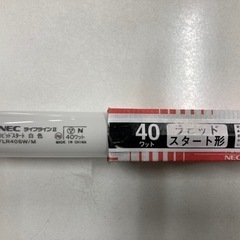 NEC ライフラインⅡ
ラピッドスタート 白色
FLR40SW/M
N
40ワット
MADE IN CHINA
40
ワット
ラピッド
スタート形
NEC